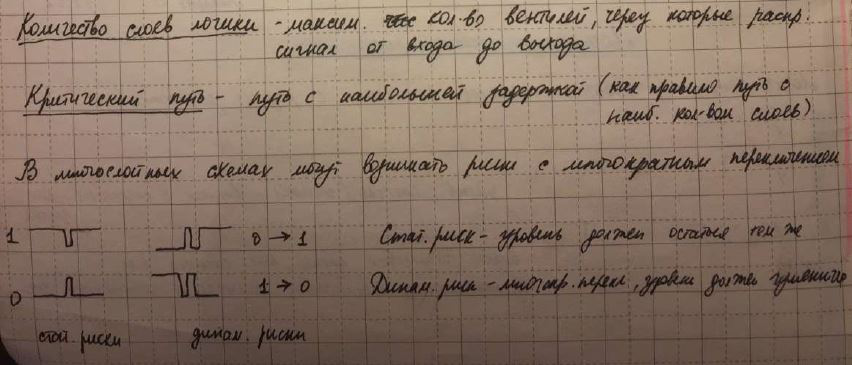 Количество слоев логики - максим. кол-во вентилей, через которые распр.
сигнал от входа до выхода
Критический путь - путь с наибольшей задержкой (как правило путь с
наиб. кол-вом слоев)
В многослойных схемах могут возникать риски с многократным переключением
1 0 → 1 Стат. риск - уровень должен остаться тем же
0 1 → 0 Динам. риск - многокр. перекл., уровень должен
стат. риски динам. риски